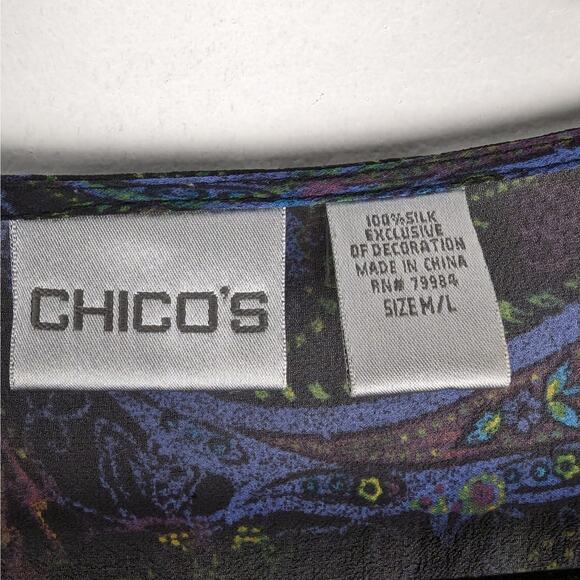 CHICO'S
100% SILK
EXCLUSIVE
OF DECORATION
MADE IN CHINA
RN# 79984
SIZE M/L